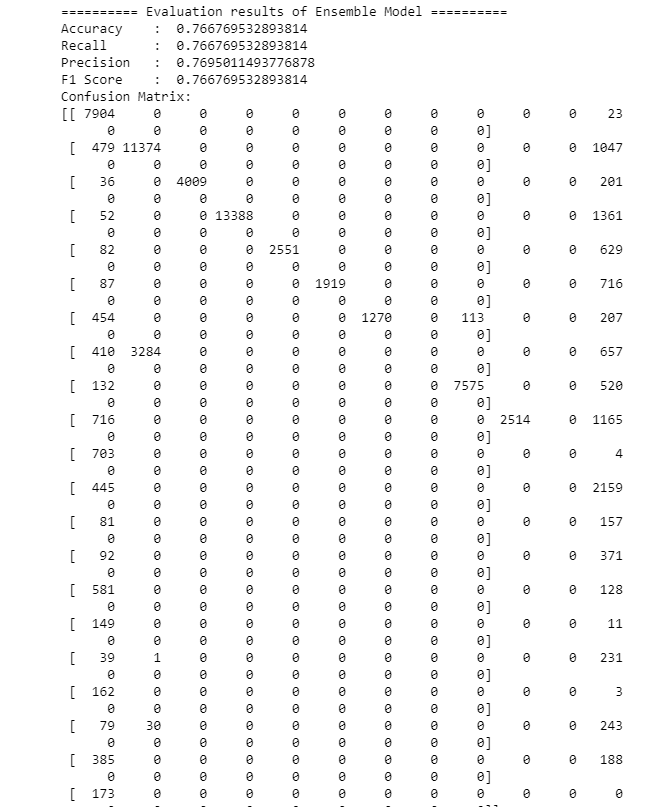 ========== Evaluation results of Ensemble Model ==========
Accuracy    :  0.766769532893814
Recall      :  0.766769532893814
Precision   :  0.7695011493776878
F1 Score    :  0.766769532893814
Confusion Matrix:
[[ 7904     0     0     0     0     0     0     0     0     0     0    23
      0     0     0     0     0     0     0     0     0]
 [  479 11374     0     0     0     0     0     0     0     0     0  1047
      0     0     0     0     0     0     0     0     0]
 [   36     0  4009     0     0     0     0     0     0     0     0   201
      0     0     0     0     0     0     0     0     0]
 [   52     0     0 13388     0     0     0     0     0     0     0  1361
      0     0     0     0     0     0     0     0     0]
 [   82     0     0     0  2551     0     0     0     0     0     0   629
      0     0     0     0     0     0     0     0     0]
 [   87     0     0     0     0  1919     0     0     0     0     0   716
      0     0     0     0     0     0     0     0     0]
 [  454     0     0     0     0     0  1270     0   113     0     0   207
      0     0     0     0     0     0     0     0     0]
 [  410  3284     0     0     0     0     0     0     0     0     0   657
      0     0     0     0     0     0     0     0     0]
 [  132     0     0     0     0     0     0     0  7575     0     0   520
      0     0     0     0     0     0     0     0     0]
 [  716     0     0     0     0     0     0     0     0  2514     0  1165
      0     0     0     0     0     0     0     0     0]
 [  703     0     0     0     0     0     0     0     0     0     0     4
      0     0     0     0     0     0     0     0     0]
 [  445     0     0     0     0     0     0     0     0     0     0  2159
      0     0     0     0     0     0     0     0     0]
 [   81     0     0     0     0     0     0     0     0     0     0   157
      0     0     0     0     0     0     0     0     0]
 [   92     0     0     0     0     0     0     0     0     0     0   371
      0     0     0     0     0     0     0     0     0]
 [  581     0     0     0     0     0     0     0     0     0     0   128
      0     0     0     0     0     0     0     0     0]
 [  149     0     0     0     0     0     0     0     0     0     0    11
      0     0     0     0     0     0     0     0     0]
 [   39     1     0     0     0     0     0     0     0     0     0   231
      0     0     0     0     0     0     0     0     0]
 [  162     0     0     0     0     0     0     0     0     0     0     3
      0     0     0     0     0     0     0     0     0]
 [   79    30     0     0     0     0     0     0     0     0     0   243
      0     0     0     0     0     0     0     0     0]
 [  385     0     0     0     0     0     0     0     0     0     0   188
      0     0     0     0     0     0     0     0     0]
 [  173     0     0     0     0     0     0     0     0     0     0     0